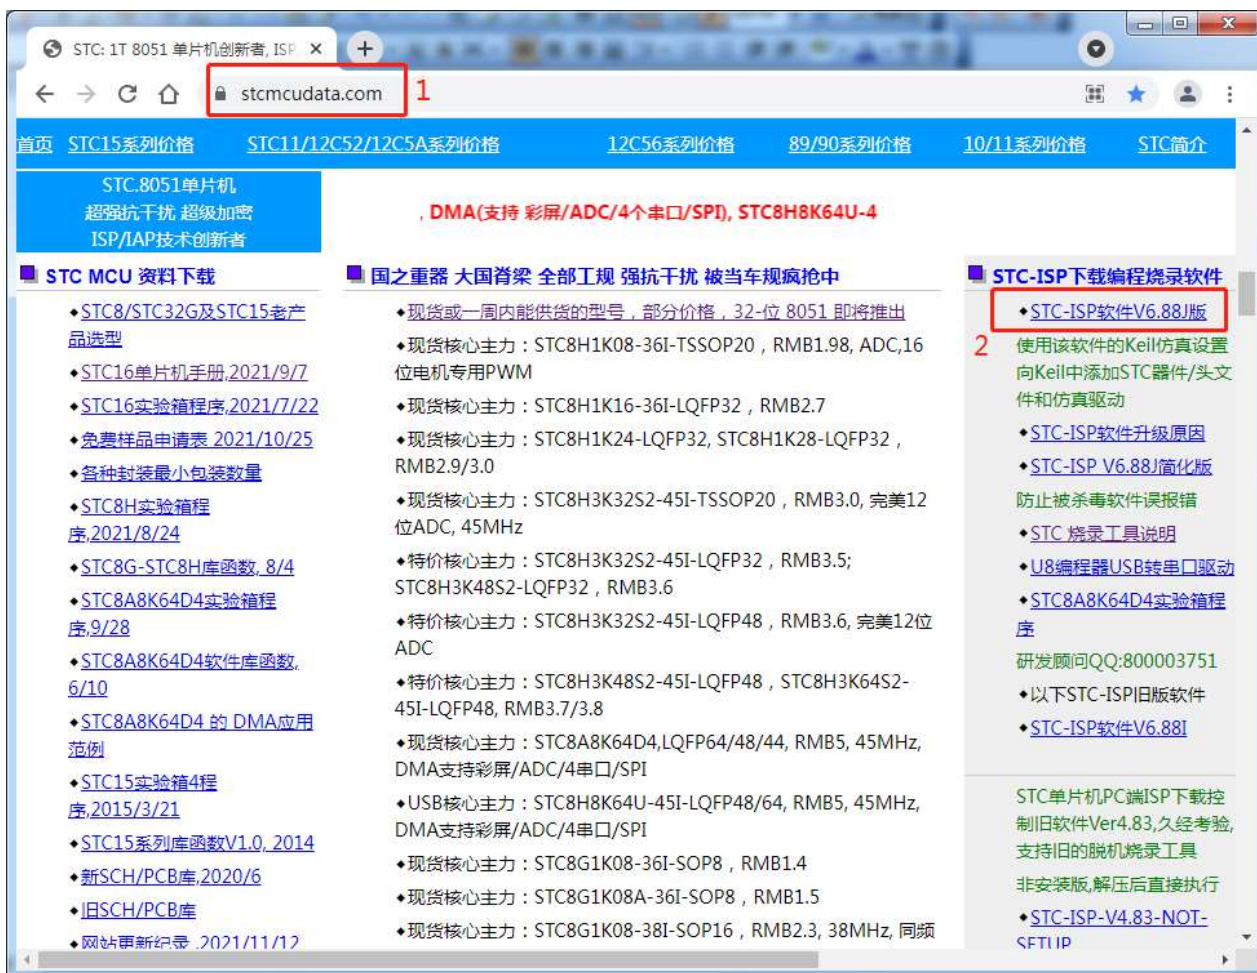 STC: 1T 8051 单片机创新者, ISP
stcmcudata.com
1
首页 STC15系列价格 STC11/12C52/12C5A系列价格 12C56系列价格 89/90系列价格 10/11系列价格 STC简介
STC.8051单片机
超强抗干扰 超级加密
ISP/IAP技术创新者
, DMA(支持 彩屏/ADC/4个串口/SPI), STC8H8K64U-4
STC MCU 资料下载
◆STC8/STC32G及STC15老产
品选型
◆STC16单片机手册,2021/9/7
◆STC16实验箱程序,2021/7/22
◆免费样品申请表 2021/10/25
◆各种封装最小包装数量
◆STC8H实验箱程
序,2021/8/24
◆STC8G-STC8H库函数, 8/4
◆STC8A8K64D4实验箱程
序,9/28
◆STC8A8K64D4软件库函数,
6/10
◆STC8A8K64D4 的 DMA应用
范例
◆STC15实验箱4程
序,2015/3/21
◆STC15系列库函数V1.0, 2014
◆新SCH/PCB库,2020/6
◆旧SCH/PCB库
◆网站更新纪录 ,2021/11/12
国之重器 大国脊梁 全部工规 强抗干扰 被当车规疯抢中
◆现货或一周内能供货的型号，部分价格，32-位 8051 即将推出
◆现货核心主力：STC8H1K08-36I-TSSOP20，RMB1.98, ADC,16
位电机专用PWM
◆现货核心主力：STC8H1K16-36I-LQFP32，RMB2.7
◆现货核心主力：STC8H1K24-LQFP32, STC8H1K28-LQFP32，
RMB2.9/3.0
◆现货核心主力：STC8H3K32S2-45I-TSSOP20，RMB3.0, 完美12
位ADC, 45MHz
◆特价核心主力：STC8H3K32S2-45I-LQFP32，RMB3.5;
STC8H3K48S2-LQFP32，RMB3.6
◆特价核心主力：STC8H3K32S2-45I-LQFP48，RMB3.6, 完美12位
ADC
◆特价核心主力：STC8H3K48S2-45I-LQFP48，STC8H3K64S2-
45I-LQFP48, RMB3.7/3.8
◆现货核心主力：STC8A8K64D4,LQFP64/48/44, RMB5, 45MHz,
DMA支持彩屏/ADC/4串口/SPI
◆USB核心主力：STC8H8K64U-45I-LQFP48/64, RMB5, 45MHz,
DMA支持彩屏/ADC/4串口/SPI
◆现货核心主力：STC8G1K08-36I-SOP8，RMB1.4
◆现货核心主力：STC8G1K08A-36I-SOP8，RMB1.5
◆现货核心主力：STC8G1K08-38I-SOP16，RMB2.3, 38MHz, 同频
STC-ISP下载编程烧录软件
◆STC-ISP软件V6.88J版
2
使用该软件的Keil仿真设置
向Keil中添加STC器件/头文
件和仿真驱动
◆STC-ISP软件升级原因
◆STC-ISP V6.88J简化版
防止被杀毒软件误报错
◆STC 烧录工具说明
◆U8编程器USB转串口驱动
◆STC8A8K64D4实验箱程
序
研发顾问QQ:800003751
◆以下STC-ISP旧版软件
◆STC-ISP软件V6.88I
STC单片机PC端ISP下载控
制旧软件Ver4.83,久经考验,
支持旧的脱机烧录工具
非安装版,解压后直接执行
◆STC-ISP-V4.83-NOT-
SETUP